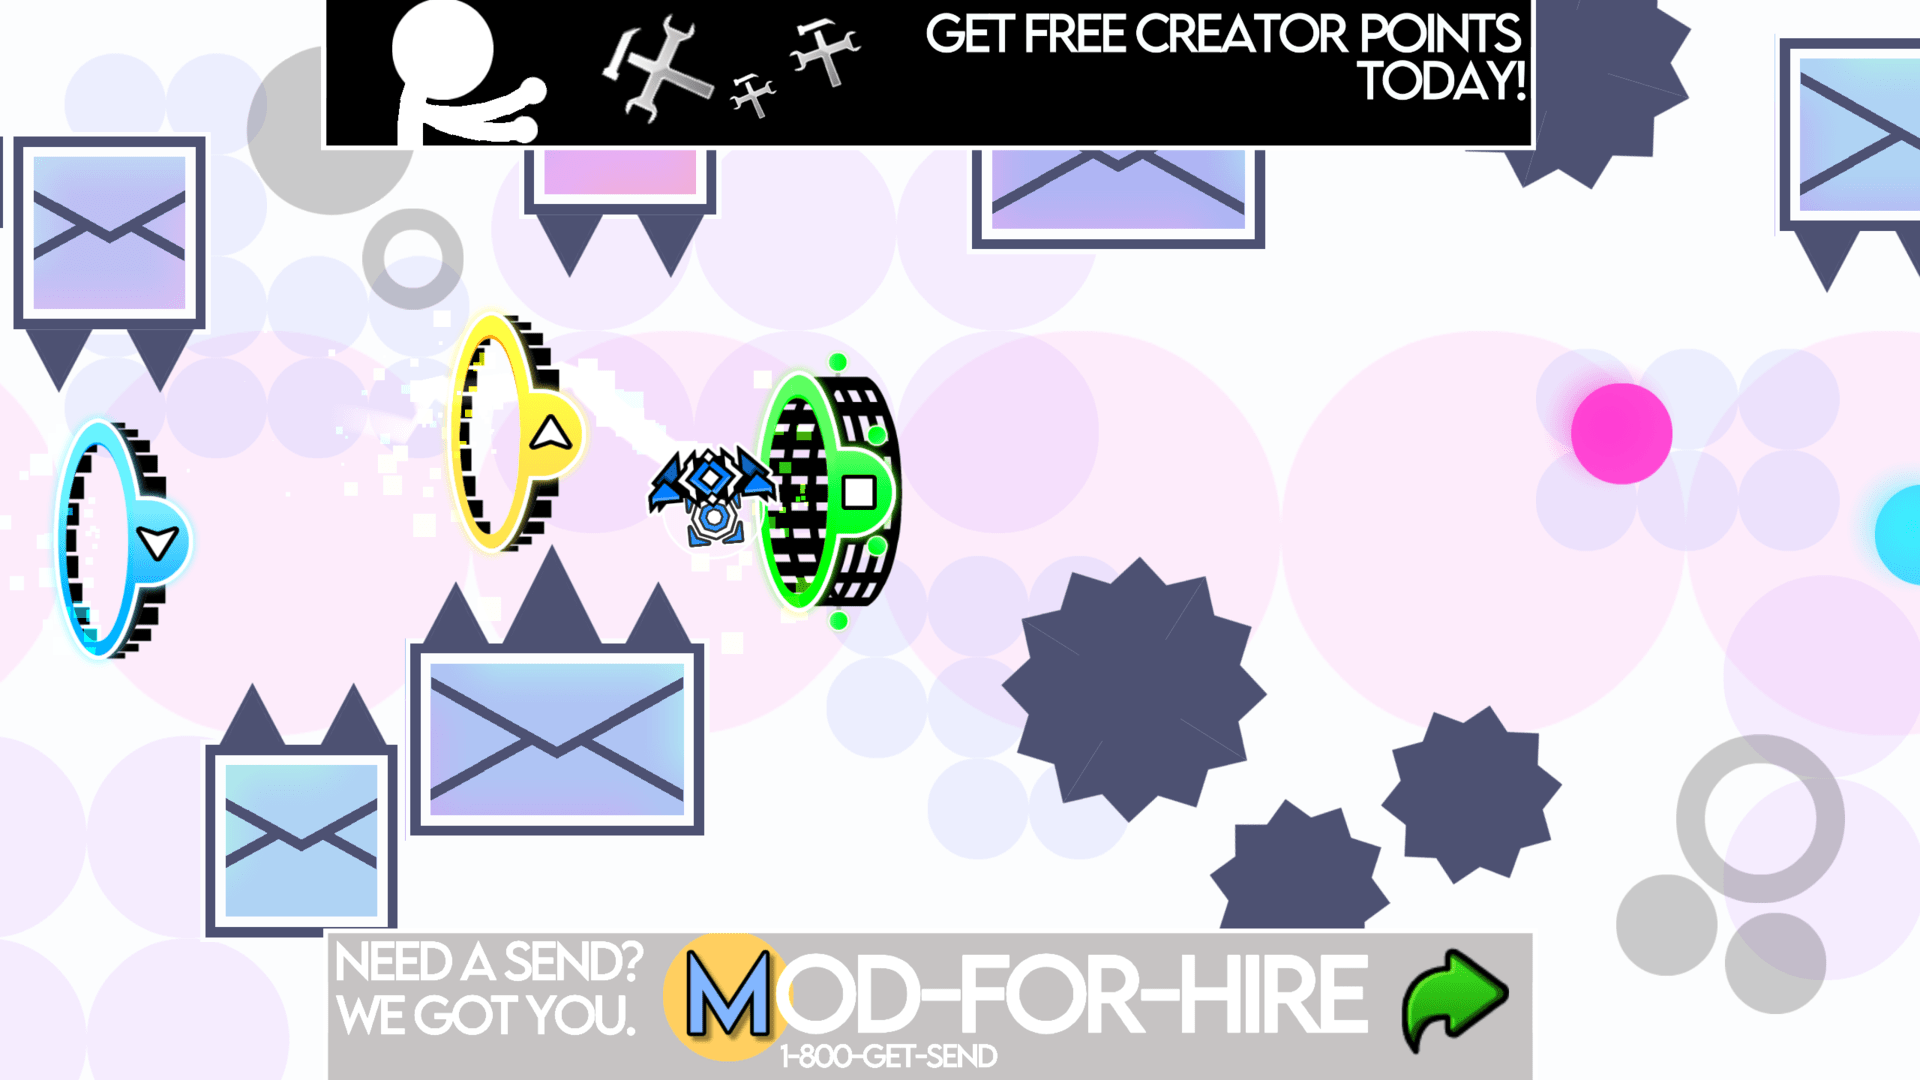 GET FREE CREATOR POINTS
TODAY!
NEED A SEND?
WE GOT YOU.
MOD-FOR-HIRE
1-800-GET-SEND